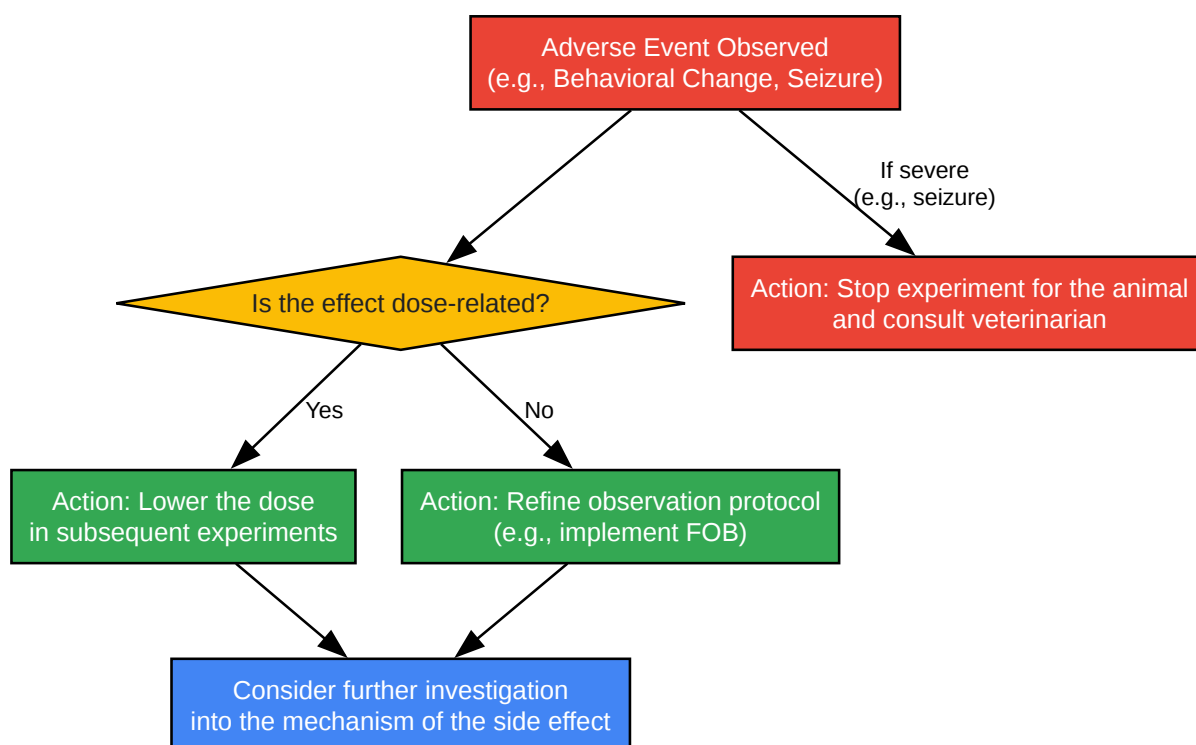 Adverse Event Observed
(e.g., Behavioral Change, Seizure)
If severe
(e.g., seizure)
Is the effect dose-related?
Action: Stop experiment for the animal
and consult veterinarian
Yes
No
Action: Lower the dose
in subsequent experiments
Action: Refine observation protocol
(e.g., implement FOB)
Consider further investigation
into the mechanism of the side effect